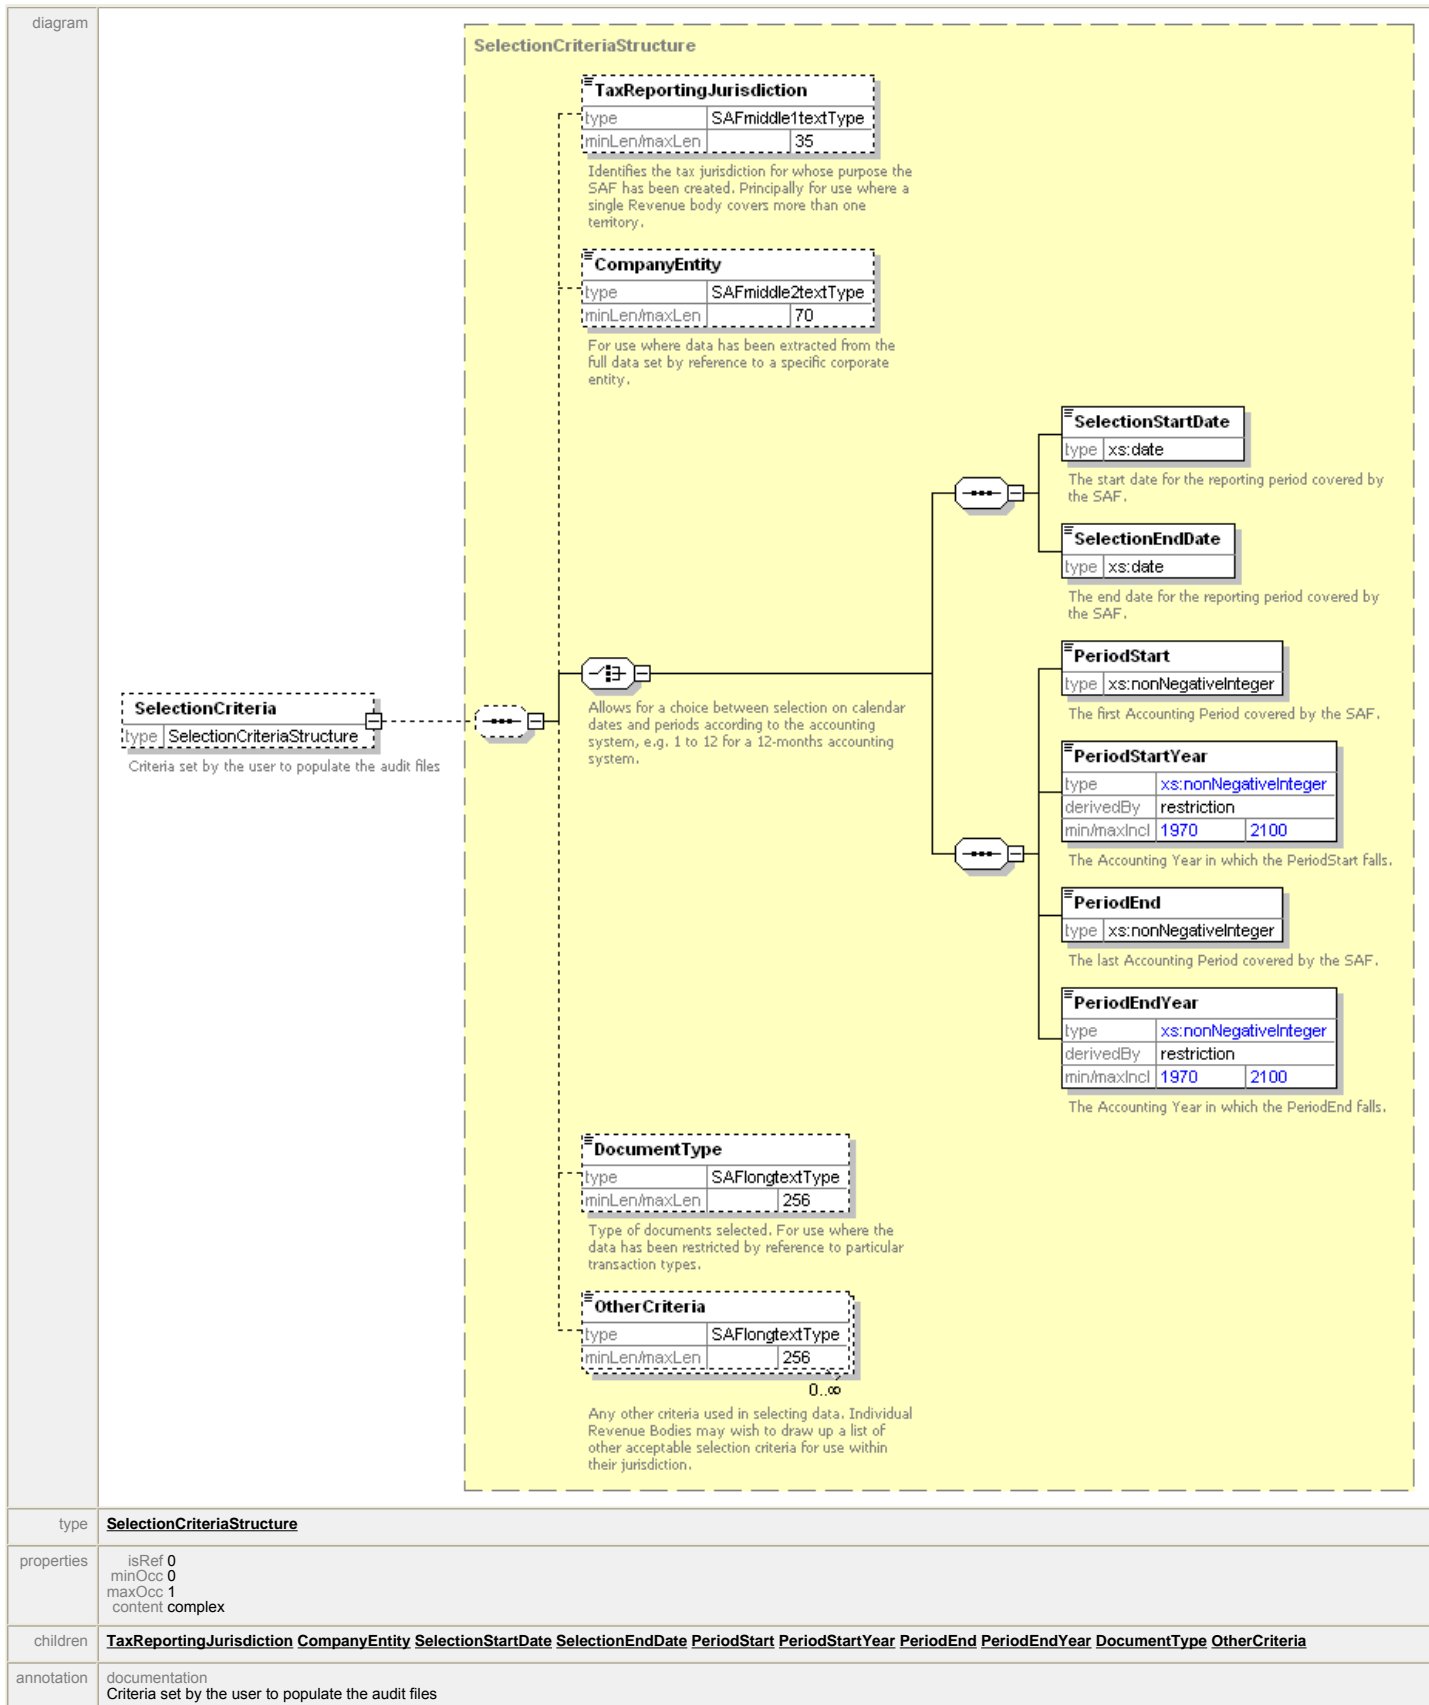 diagram
SelectionCriteriaStructure
TaxReportingJurisdiction
type SAFmiddle1textType
minLen/maxLen 35
Identifies the tax jurisdiction for whose purpose the
SAF has been created. Principally for use where a
single Revenue body covers more than one
territory.
CompanyEntity
type SAFmiddle2textType
minLen/maxLen 70
For use where data has been extracted from the
full data set by reference to a specific corporate
entity.
SelectionStartDate
type xs:date
The start date for the reporting period covered by
the SAF.
SelectionEndDate
type xs:date
The end date for the reporting period covered by
the SAF.
SelectionCriteria
type SelectionCriteriaStructure
Criteria set by the user to populate the audit files
Allows for a choice between selection on calendar
dates and periods according to the accounting
system, e.g. 1 to 12 for a 12-months accounting
system.
PeriodStart
type xs:nonNegativeInteger
The first Accounting Period covered by the SAF.
PeriodStartYear
type xs:nonNegativeInteger
derivedBy restriction
min/maxIncl 1970 2100
The Accounting Year in which the PeriodStart falls.
PeriodEnd
type xs:nonNegativeInteger
The last Accounting Period covered by the SAF.
PeriodEndYear
type xs:nonNegativeInteger
derivedBy restriction
min/maxIncl 1970 2100
The Accounting Year in which the PeriodEnd falls.
DocumentType
type SAFlongtextType
minLen/maxLen 256
Type of documents selected. For use where the
data has been restricted by reference to particular
transaction types.
OtherCriteria
type SAFlongtextType
minLen/maxLen 256
0..∞
Any other criteria used in selecting data. Individual
Revenue Bodies may wish to draw up a list of
other acceptable selection criteria for use within
their jurisdiction.
type SelectionCriteriaStructure
properties isRef 0
minOcc 0
maxOcc 1
content complex
children TaxReportingJurisdiction CompanyEntity SelectionStartDate SelectionEndDate PeriodStart PeriodStartYear PeriodEnd PeriodEndYear DocumentType OtherCriteria
annotation documentation
Criteria set by the user to populate the audit files